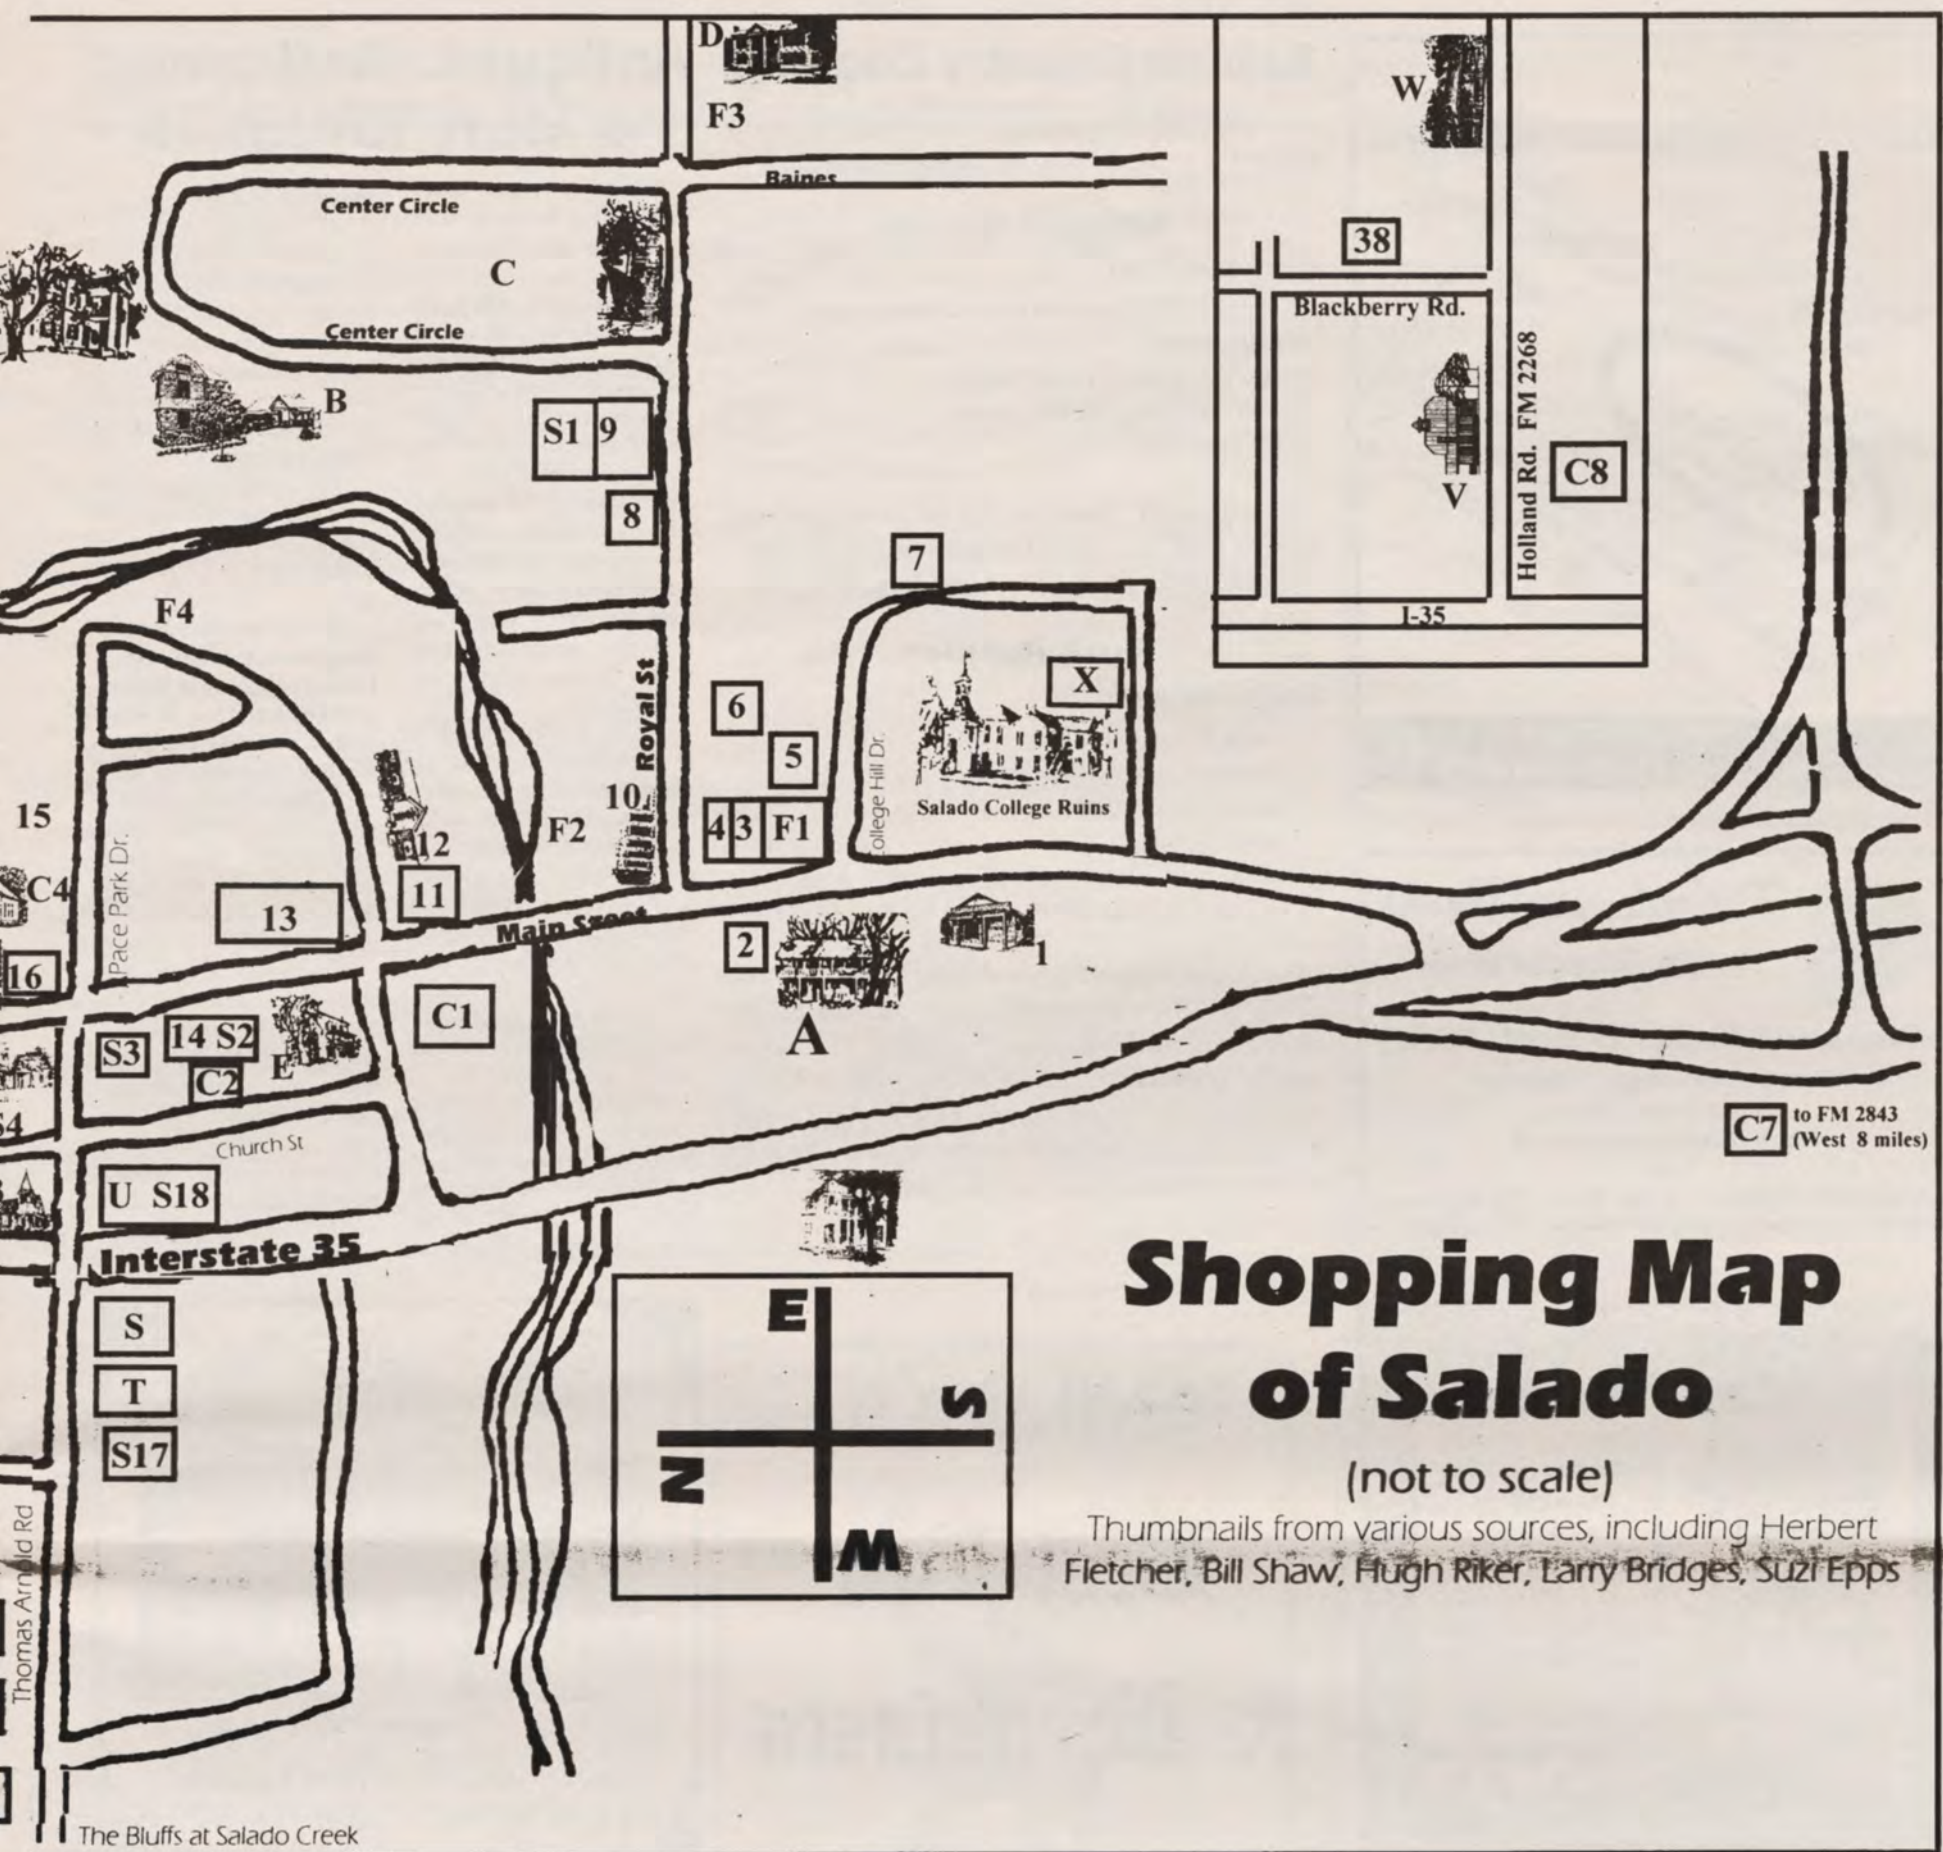 D
F3
Baines
Center Circle
C
Center Circle
B
S1 9
8
W
38
Blackberry Rd.
Holland Rd. FM 2268
C8
V
I-35
7
F4
X
Royal St
6
5
College Hill Dr.
Salado College Ruins
10
4 3 F1
F2
12
11
15
C4
Pace Park Dr.
13
16
Main Street
2
1
A
C1
S3
14 S2
C2
E
Church St
U S18
C7 to FM 2843
(West 8 miles)
Interstate 35
S
T
S17
Thomas Arnold Rd
E
S
N
W
Shopping Map
of Salado
(not to scale)
Thumbnails from various sources, including Herbert
Fletcher, Bill Shaw, Hugh Riker, Larry Bridges, Suzi Epps
The Bluffs at Salado Creek